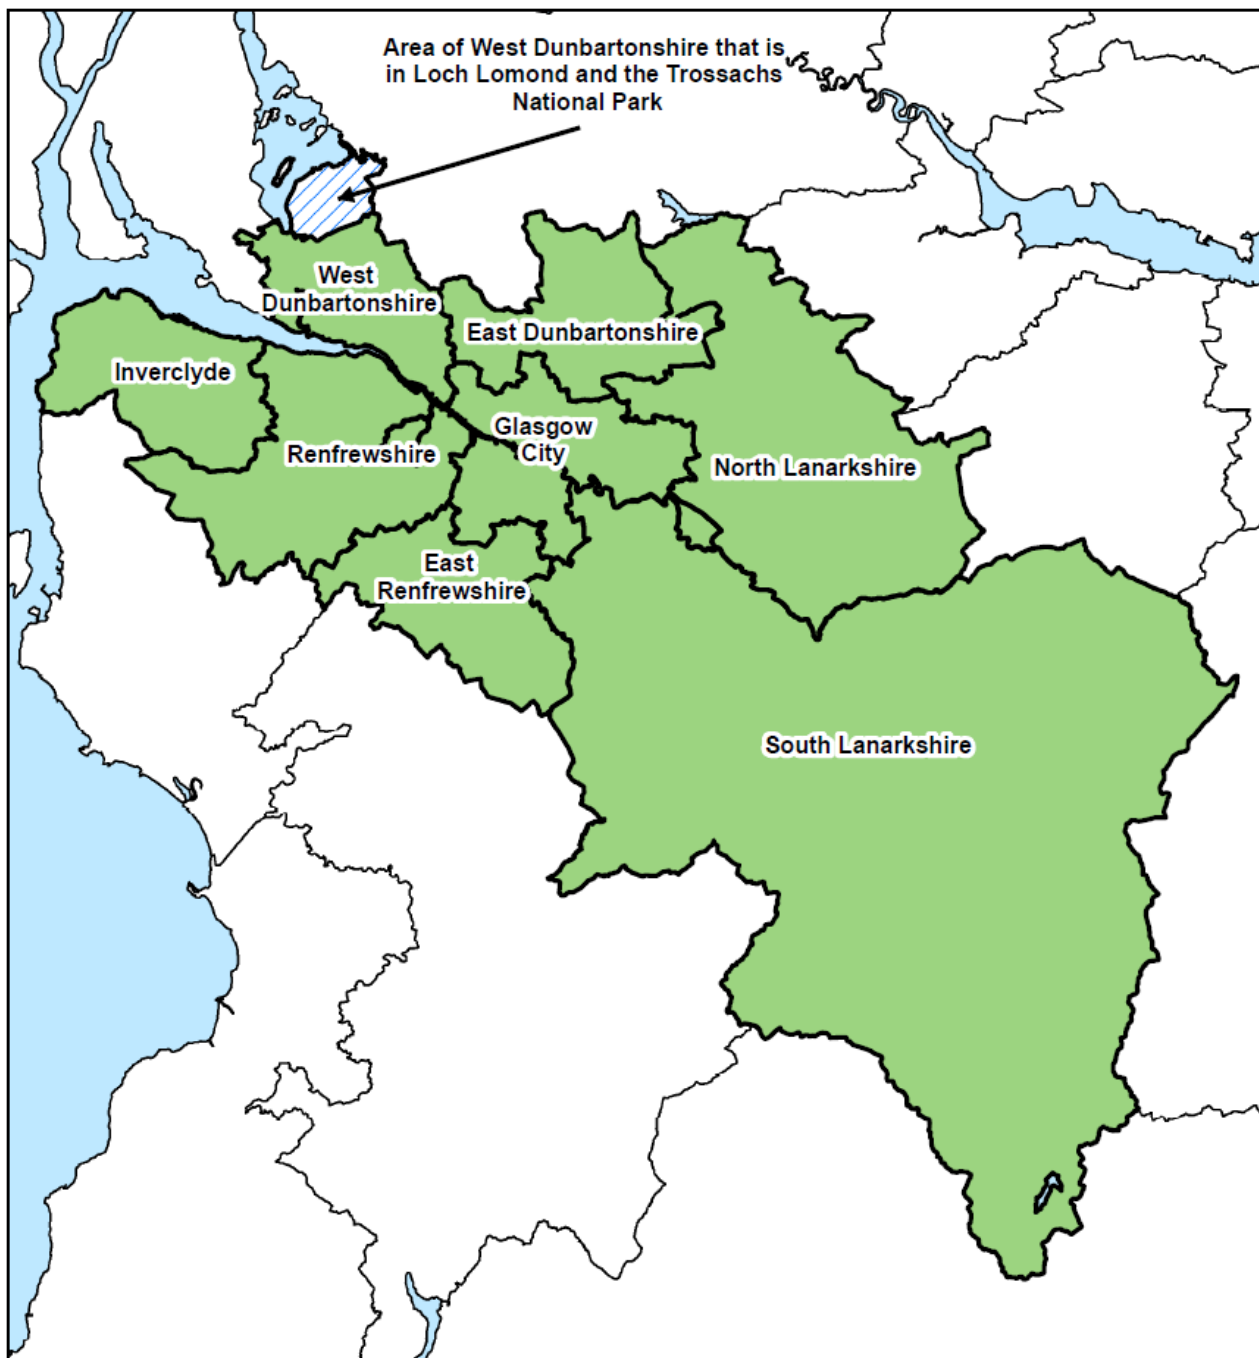 Area of West Dunbartonshire that is
in Loch Lomond and the Trossachs
National Park
West
Dunbartonshire
East Dunbartonshire
Inverclyde
Glasgow
City
Renfrewshire
North Lanarkshire
East
Renfrewshire
South Lanarkshire